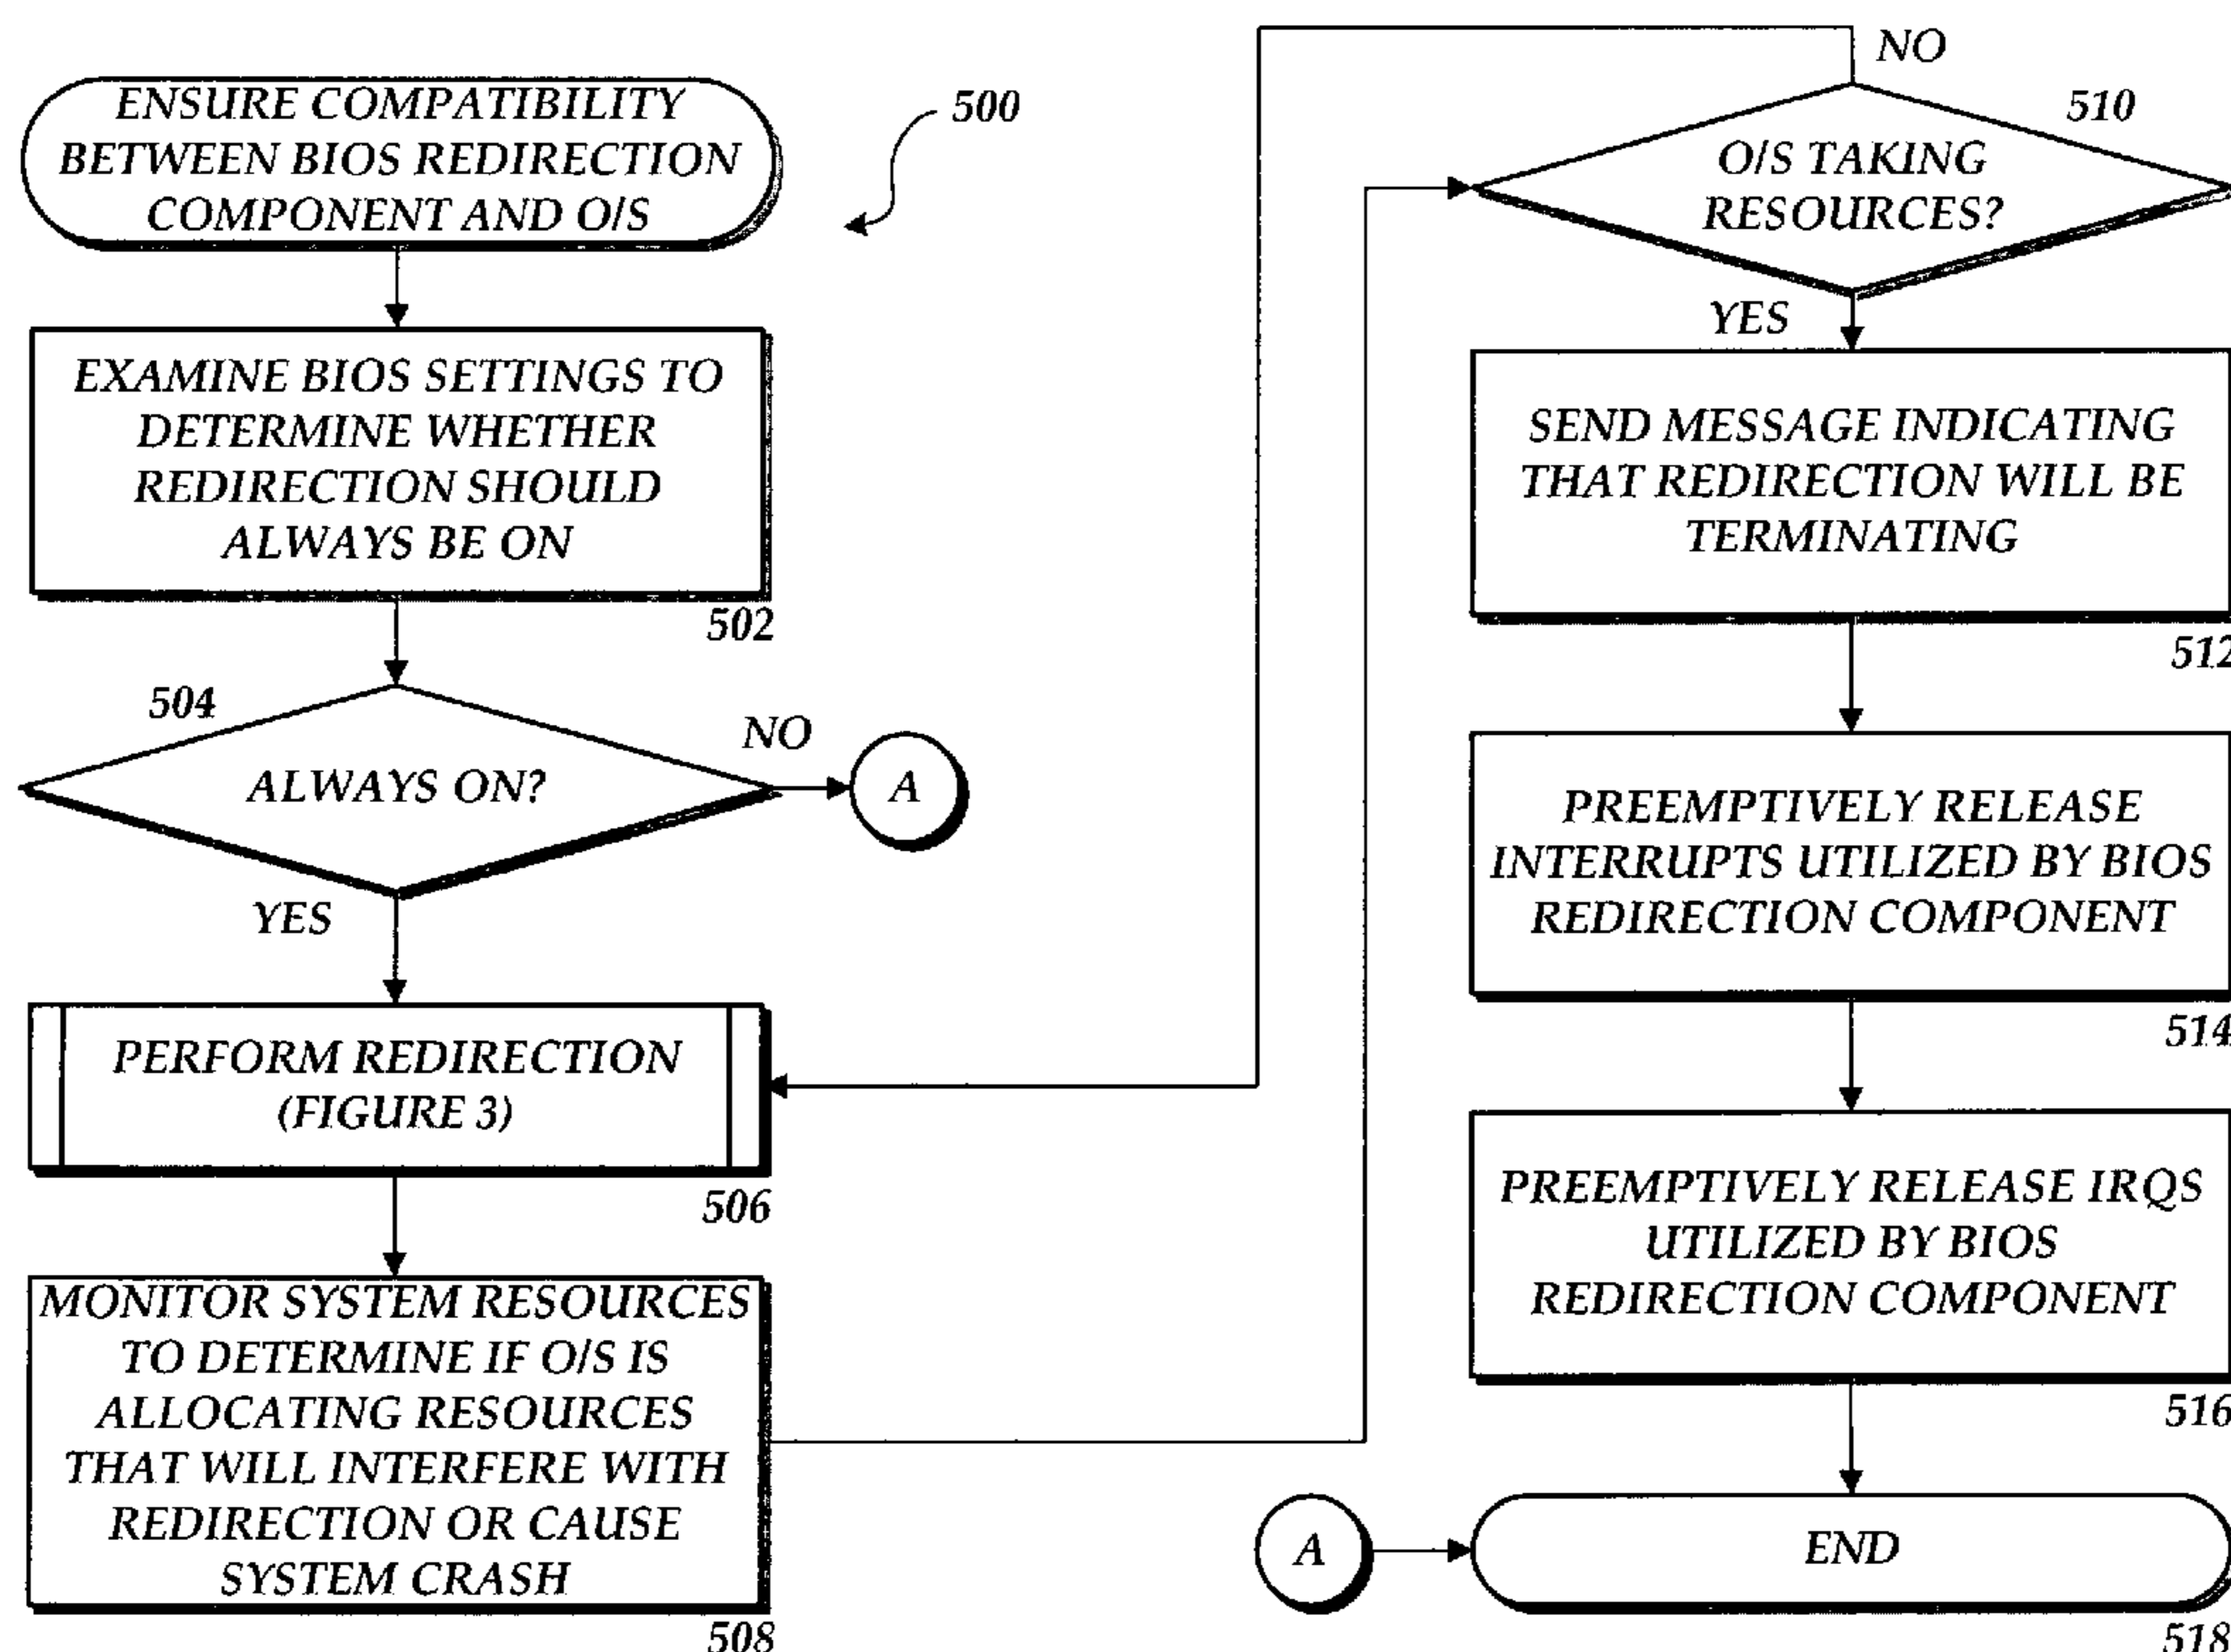 ENSURE COMPATIBILITY
BETWEEN BIOS REDIRECTION
COMPONENT AND O/S
500
EXAMINE BIOS SETTINGS TO
DETERMINE WHETHER
REDIRECTION SHOULD
ALWAYS BE ON
502
504
ALWAYS ON?
NO
A
YES
PERFORM REDIRECTION
(FIGURE 3)
506
MONITOR SYSTEM RESOURCES
TO DETERMINE IF O/S IS
ALLOCATING RESOURCES
THAT WILL INTERFERE WITH
REDIRECTION OR CAUSE
SYSTEM CRASH
508
NO
510
O/S TAKING
RESOURCES?
YES
SEND MESSAGE INDICATING
THAT REDIRECTION WILL BE
TERMINATING
512
PREEMPTIVELY RELEASE
INTERRUPTS UTILIZED BY BIOS
REDIRECTION COMPONENT
514
PREEMPTIVELY RELEASE IRQS
UTILIZED BY BIOS
REDIRECTION COMPONENT
516
A
END
518